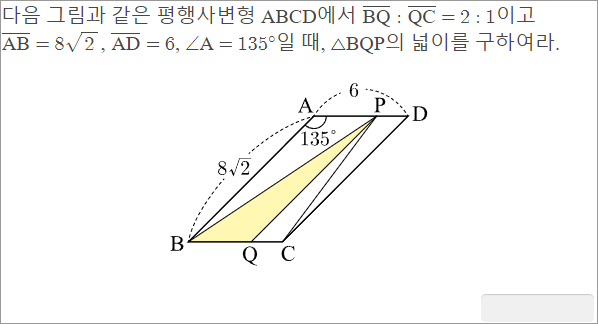 다음 그림과 같은 평행사변형 ABCD에서 BQ : QC = 2 : 1이고
AB = 8√2 , AD = 6, ∠A = 135°일 때, △BQP의 넓이를 구하여라.
6
A P D
135°
8√2
B Q C